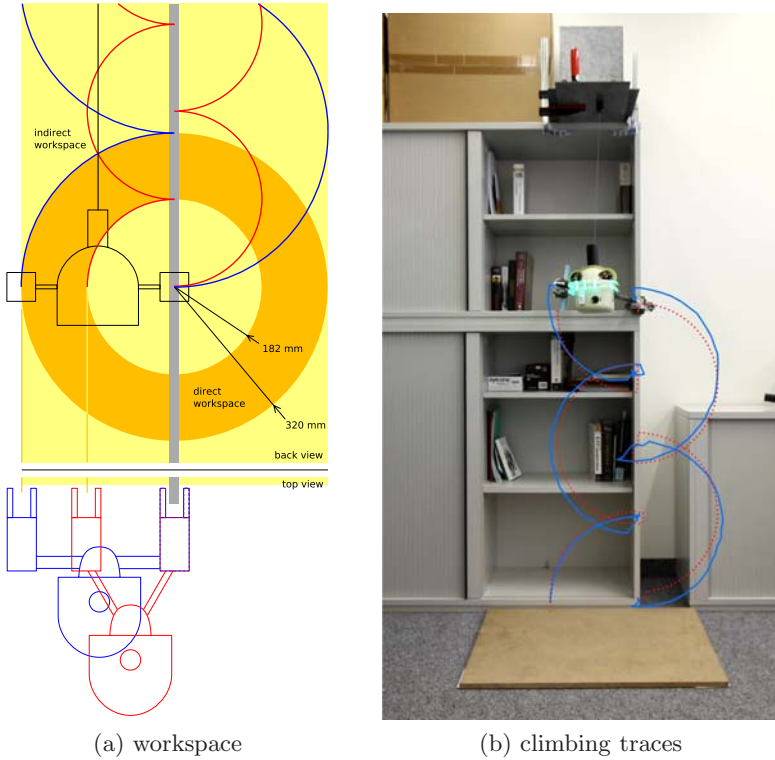 indirect
workspace
182 mm
direct
workspace
320 mm
back view
top view
(a) workspace
(b) climbing traces